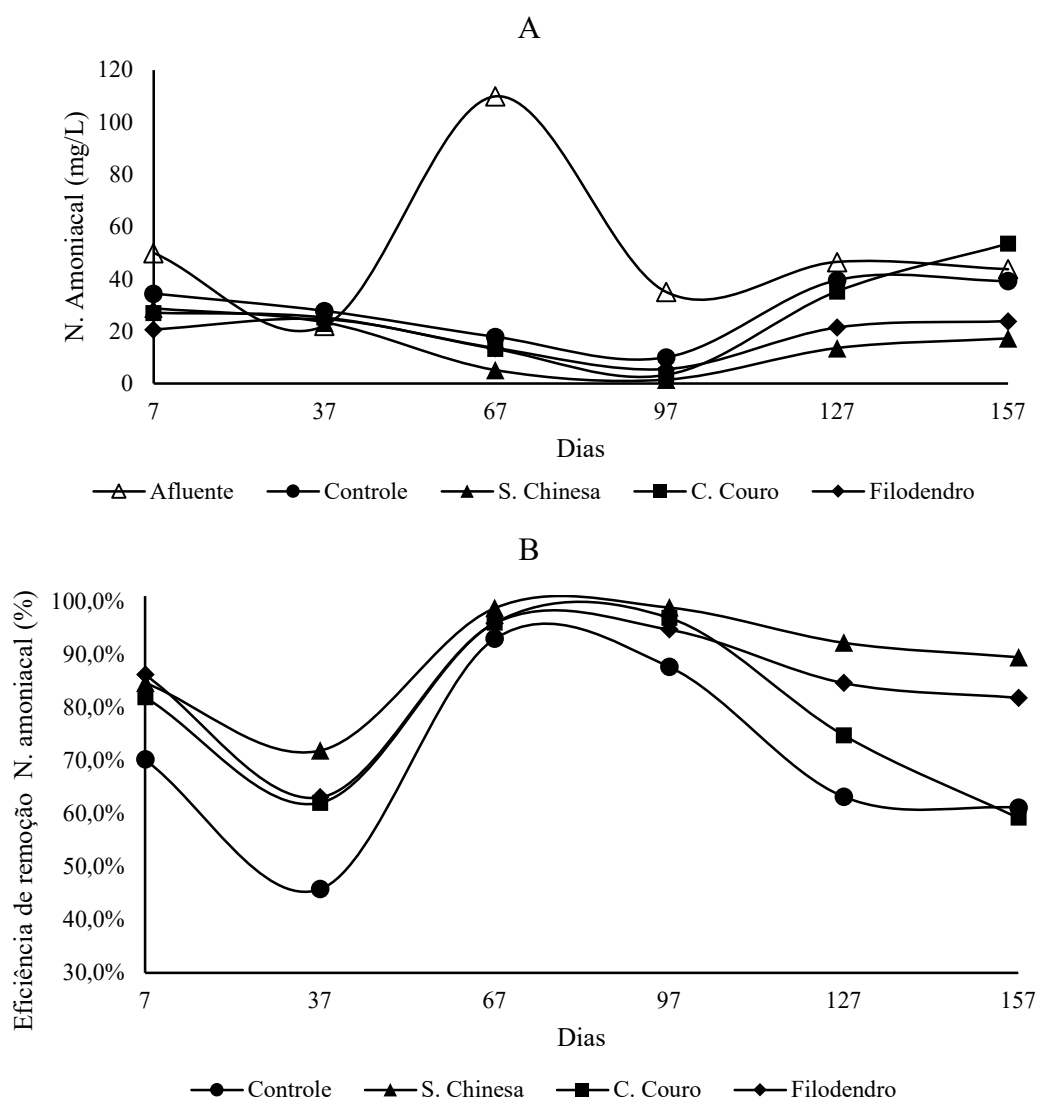 A
N. Amoniacal (mg/L)
120
100
80
60
40
20
0
7 37 67 97 127 157
Dias
Afluente Controle S. Chinesa C. Couro Filodendro
B
Eficiência de remoção N. amoniacal (%)
100,0%
90,0%
80,0%
70,0%
60,0%
50,0%
40,0%
30,0%
7 37 67 97 127 157
Dias
Controle S. Chinesa C. Couro Filodendro